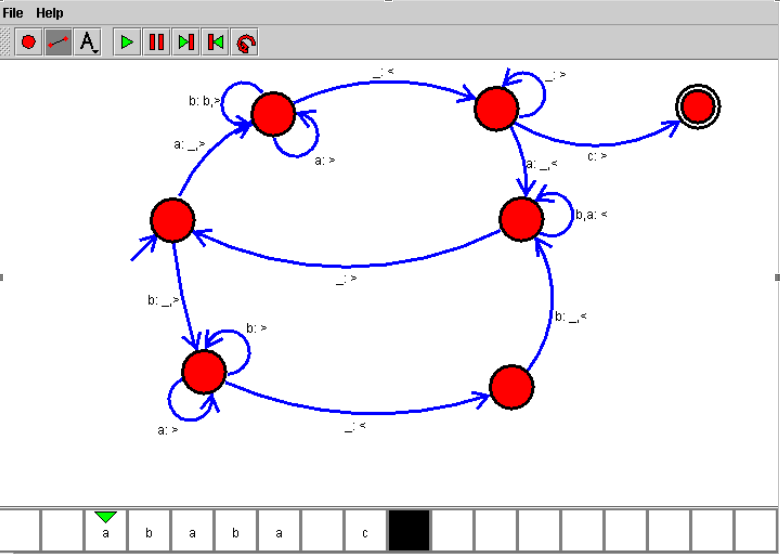 File Help
A
_: <
_: >
b: b,>
a: _,>
a: >
c: >
a: _,<
b,a: <
_: >
b: _,>
b: >
b: _,<
a: >
_: <
a b a b a c